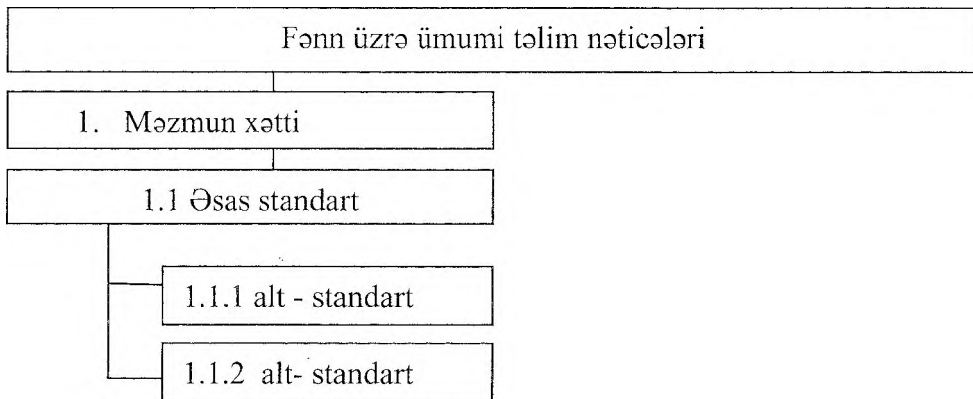 Fənn üzrə ümumi təlim nəticələri
1. Məzmun xətti
1.1 Əsas standart
1.1.1 alt - standart
1.1.2 alt- standart